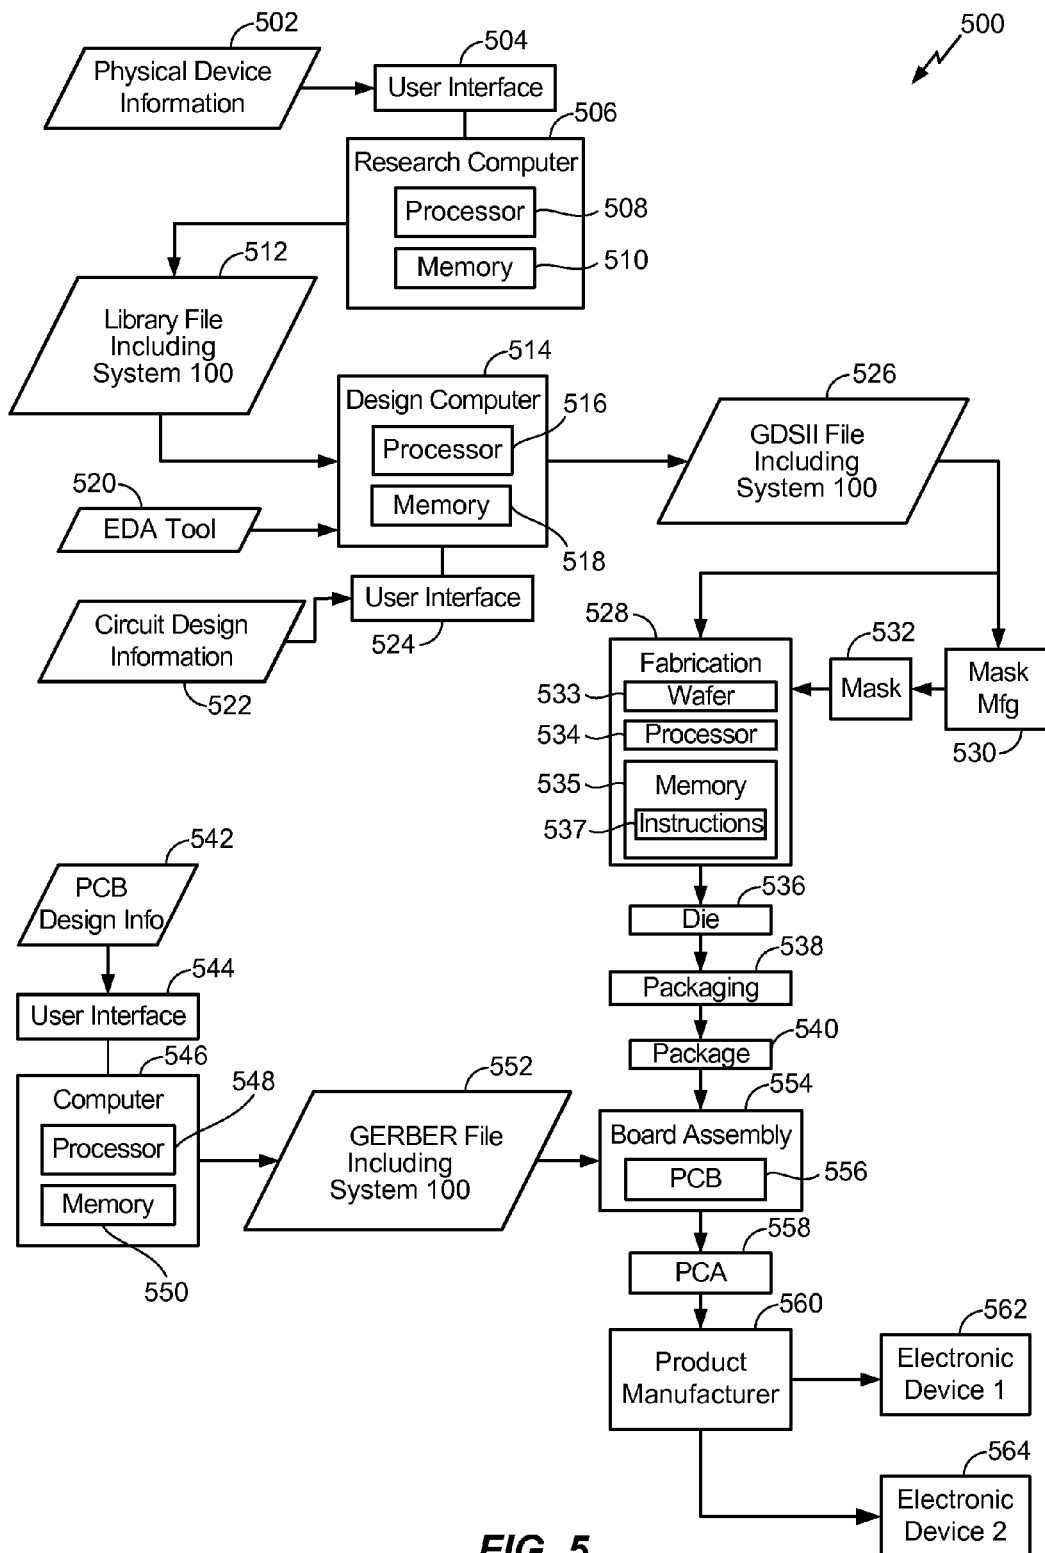 502
504
500
Physical Device
Information
User Interface
506
Research Computer
Processor
508
Memory
510
512
Library File
Including
System 100
514
Design Computer
516
Processor
Memory
518
526
GDSII File
Including
System 100
520
EDA Tool
User Interface
524
Circuit Design
Information
522
528
Fabrication
533
Wafer
534
Processor
535
Memory
537
Instructions
532
Mask
Mask
Mfg
530
536
Die
538
Packaging
540
Package
542
PCB
Design Info
544
User Interface
546
Computer
548
Processor
Memory
550
552
GERBER File
Including
System 100
554
Board Assembly
PCB
556
558
PCA
560
Product
Manufacturer
562
Electronic
Device 1
564
Electronic
Device 2
FIG. 5